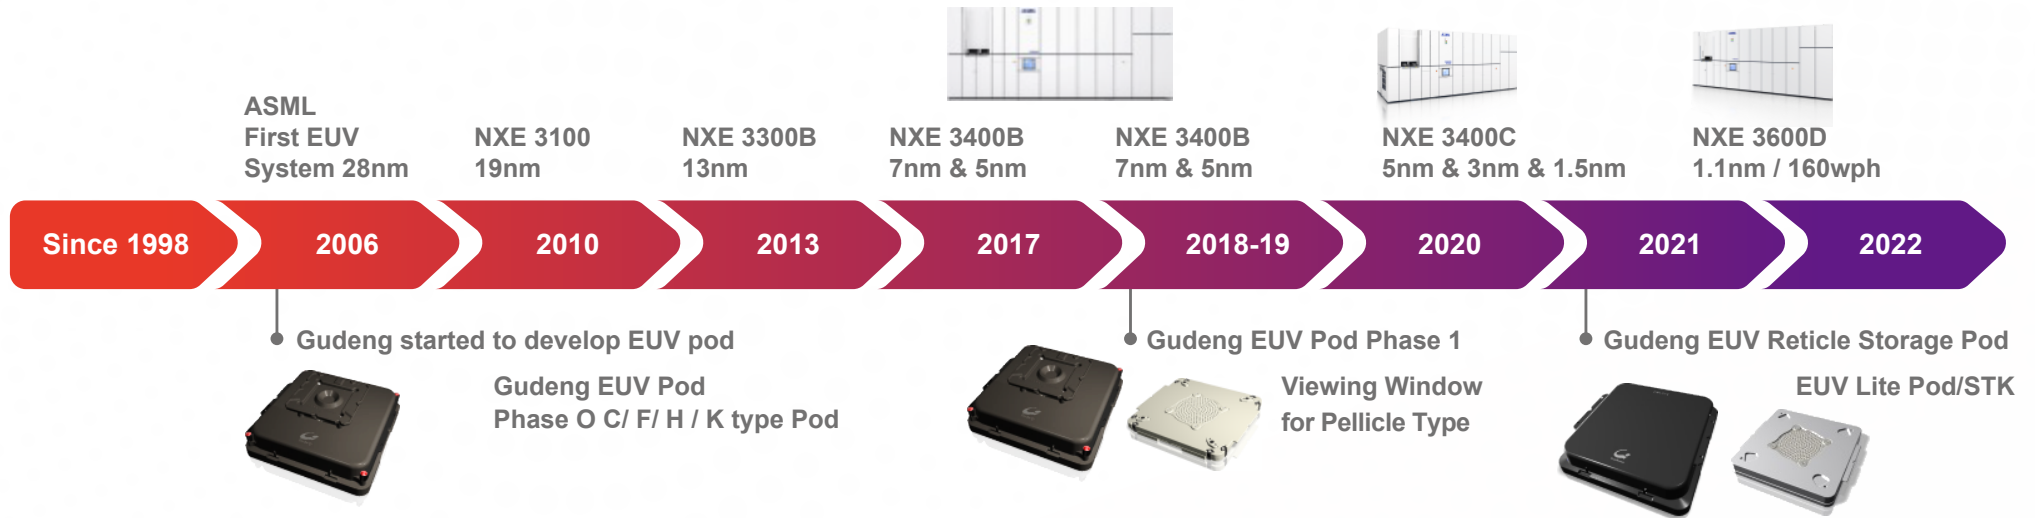 ASML
First EUV
System 28nm
NXE 3100
19nm
NXE 3300B
13nm
NXE 3400B
7nm & 5nm
NXE 3400B
7nm & 5nm
NXE 3400C
5nm & 3nm & 1.5nm
NXE 3600D
1.1nm / 160wph
Since 1998
2006
2010
2013
2017
2018-19
2020
2021
2022
Gudeng started to develop EUV pod
Gudeng EUV Pod
Phase O C/ F/ H / K type Pod
Gudeng EUV Pod Phase 1
Viewing Window
for Pellicle Type
Gudeng EUV Reticle Storage Pod
EUV Lite Pod/STK